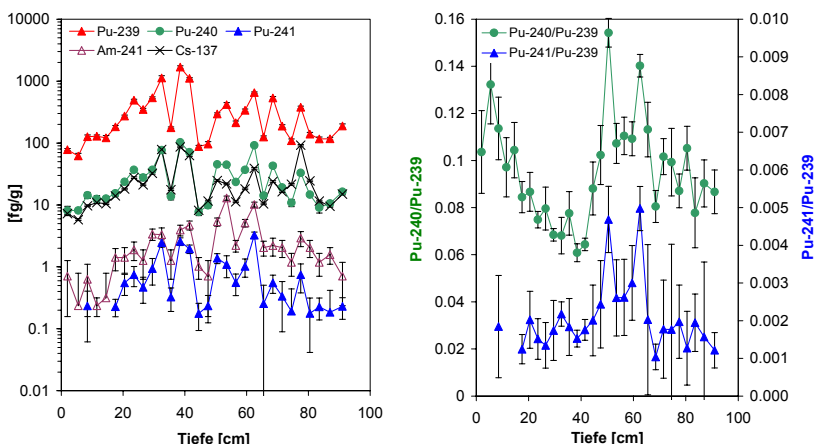 10000
1000
100
10
1
0.1
0.01
[fg/g]
Pu-239 Pu-240 Pu-241
Am-241 Cs-137
0 20 40 60 80 100
Tiefe [cm]
0.16
0.14
0.12
0.1
0.08
0.06
0.04
0.02
0
Pu-240/Pu-239
Pu-240/Pu-239
Pu-241/Pu-239
0.010
0.009
0.008
0.007
0.006
0.005
0.004
0.003
0.002
0.001
0.000
Pu-241/Pu-239
0 20 40 60 80 100
Tiefe [cm]